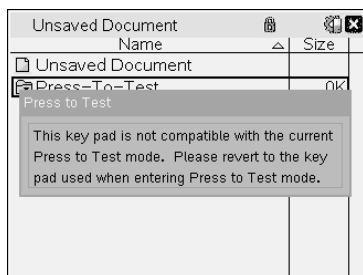 Unsaved Document
Name Size
Unsaved Document
Press-To-Test 0K
Press to Test
This key pad is not compatible with the current
Press to Test mode. Please revert to the key
pad used when entering Press to Test mode.